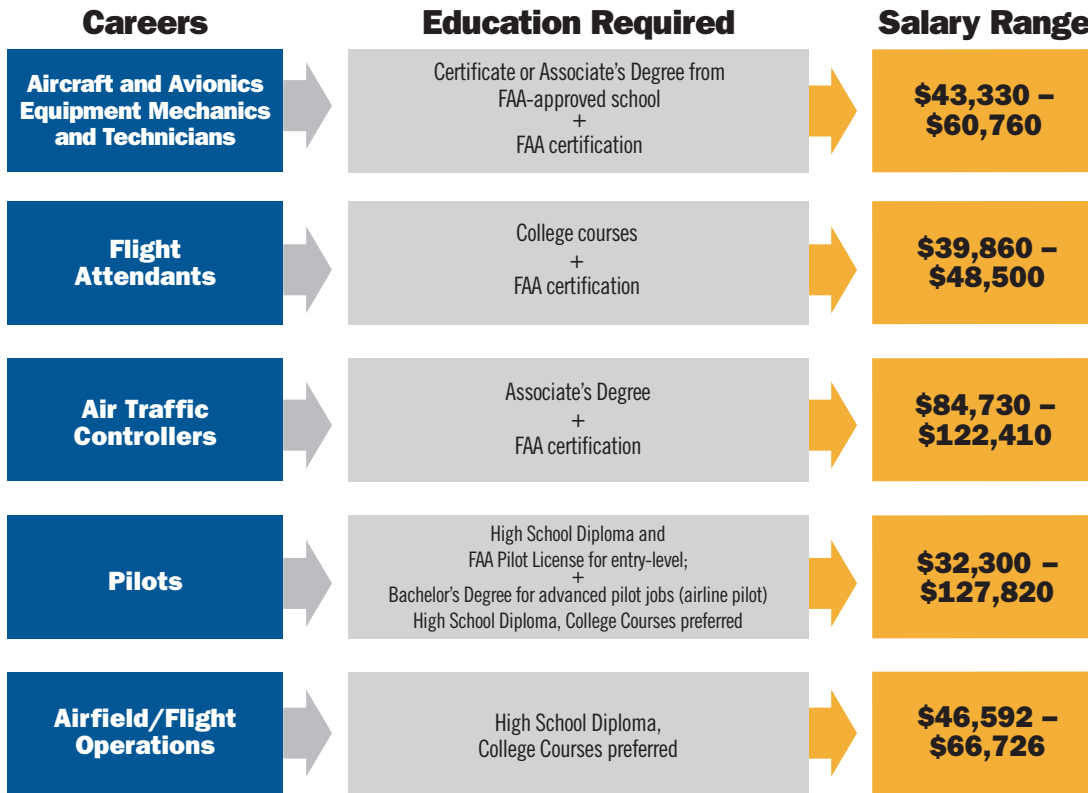 Careers
Education Required
Salary Range
Aircraft and Avionics
Equipment Mechanics
and Technicians
Certificate or Associate’s Degree from
FAA-approved school
+
FAA certification
$43,330 –
$60,760
Flight
Attendants
College courses
+
FAA certification
$39,860 –
$48,500
Air Traffic
Controllers
Associate’s Degree
+
FAA certification
$84,730 –
$122,410
Pilots
High School Diploma and
FAA Pilot License for entry-level;
+
Bachelor’s Degree for advanced pilot jobs (airline pilot)
High School Diploma, College Courses preferred
$32,300 –
$127,820
Airfield/Flight
Operations
High School Diploma,
College Courses preferred
$46,592 –
$66,726